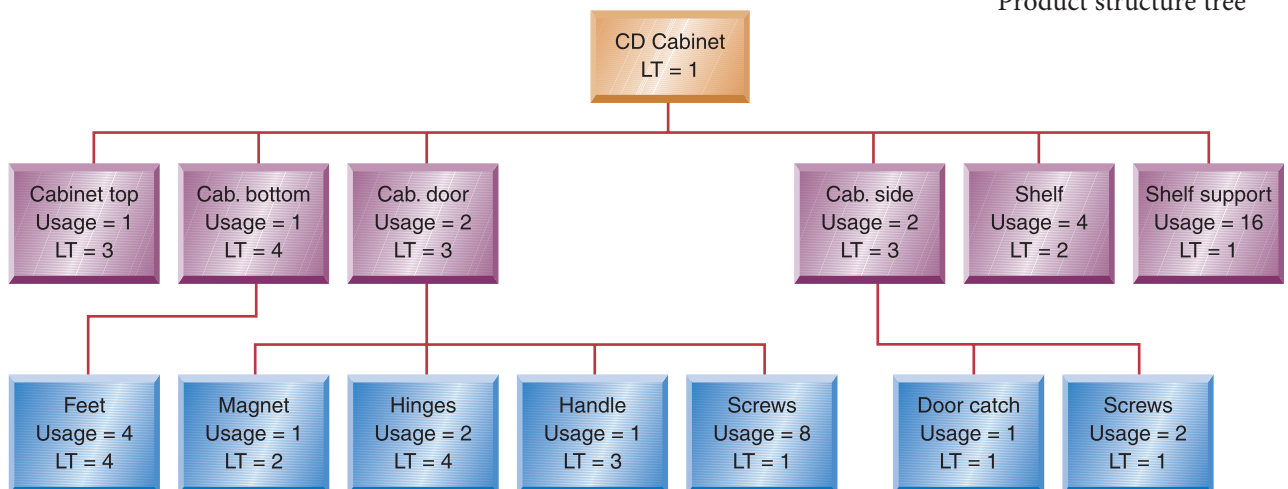 Product structure tree
CD Cabinet
LT = 1
Cabinet top
Usage = 1
LT = 3
Cab. bottom
Usage = 1
LT = 4
Cab. door
Usage = 2
LT = 3
Cab. side
Usage = 2
LT = 3
Shelf
Usage = 4
LT = 2
Shelf support
Usage = 16
LT = 1
Feet
Usage = 4
LT = 4
Magnet
Usage = 1
LT = 2
Hinges
Usage = 2
LT = 4
Handle
Usage = 1
LT = 3
Screws
Usage = 8
LT = 1
Door catch
Usage = 1
LT = 1
Screws
Usage = 2
LT = 1